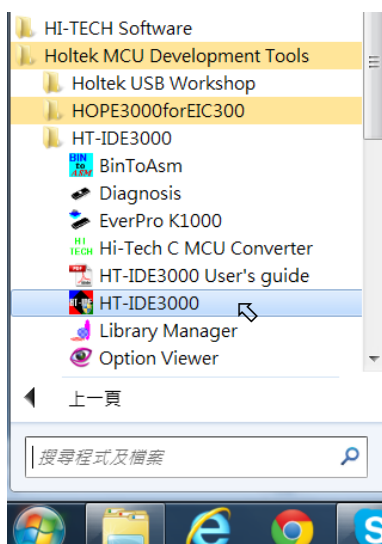 HI-TECH Software
Holtek MCU Development Tools
Holtek USB Workshop
HOPE3000forEIC300
HT-IDE3000
BIN
to
ASM
BinToAsm
Diagnosis
EverPro K1000
HI
TECH
Hi-Tech C MCU Converter
HT-IDE3000 User's guide
HT-IDE
HT-IDE3000
Library Manager
Option Viewer
上一頁
搜尋程式及檔案
S